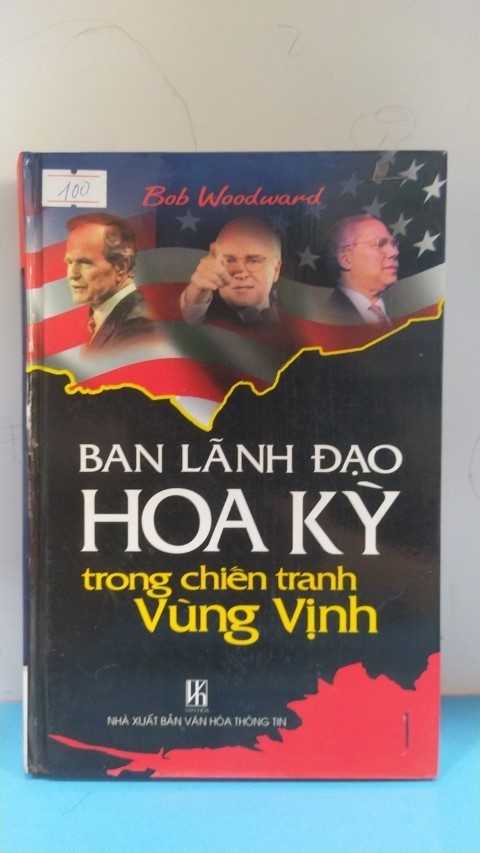 100
Bob Woodward
BAN LÃNH ĐẠO
HOA KỲ
trong chiến tranh
Vùng Vịnh
NHÀ XUẤT BẢN VĂN HÓA THÔNG TIN